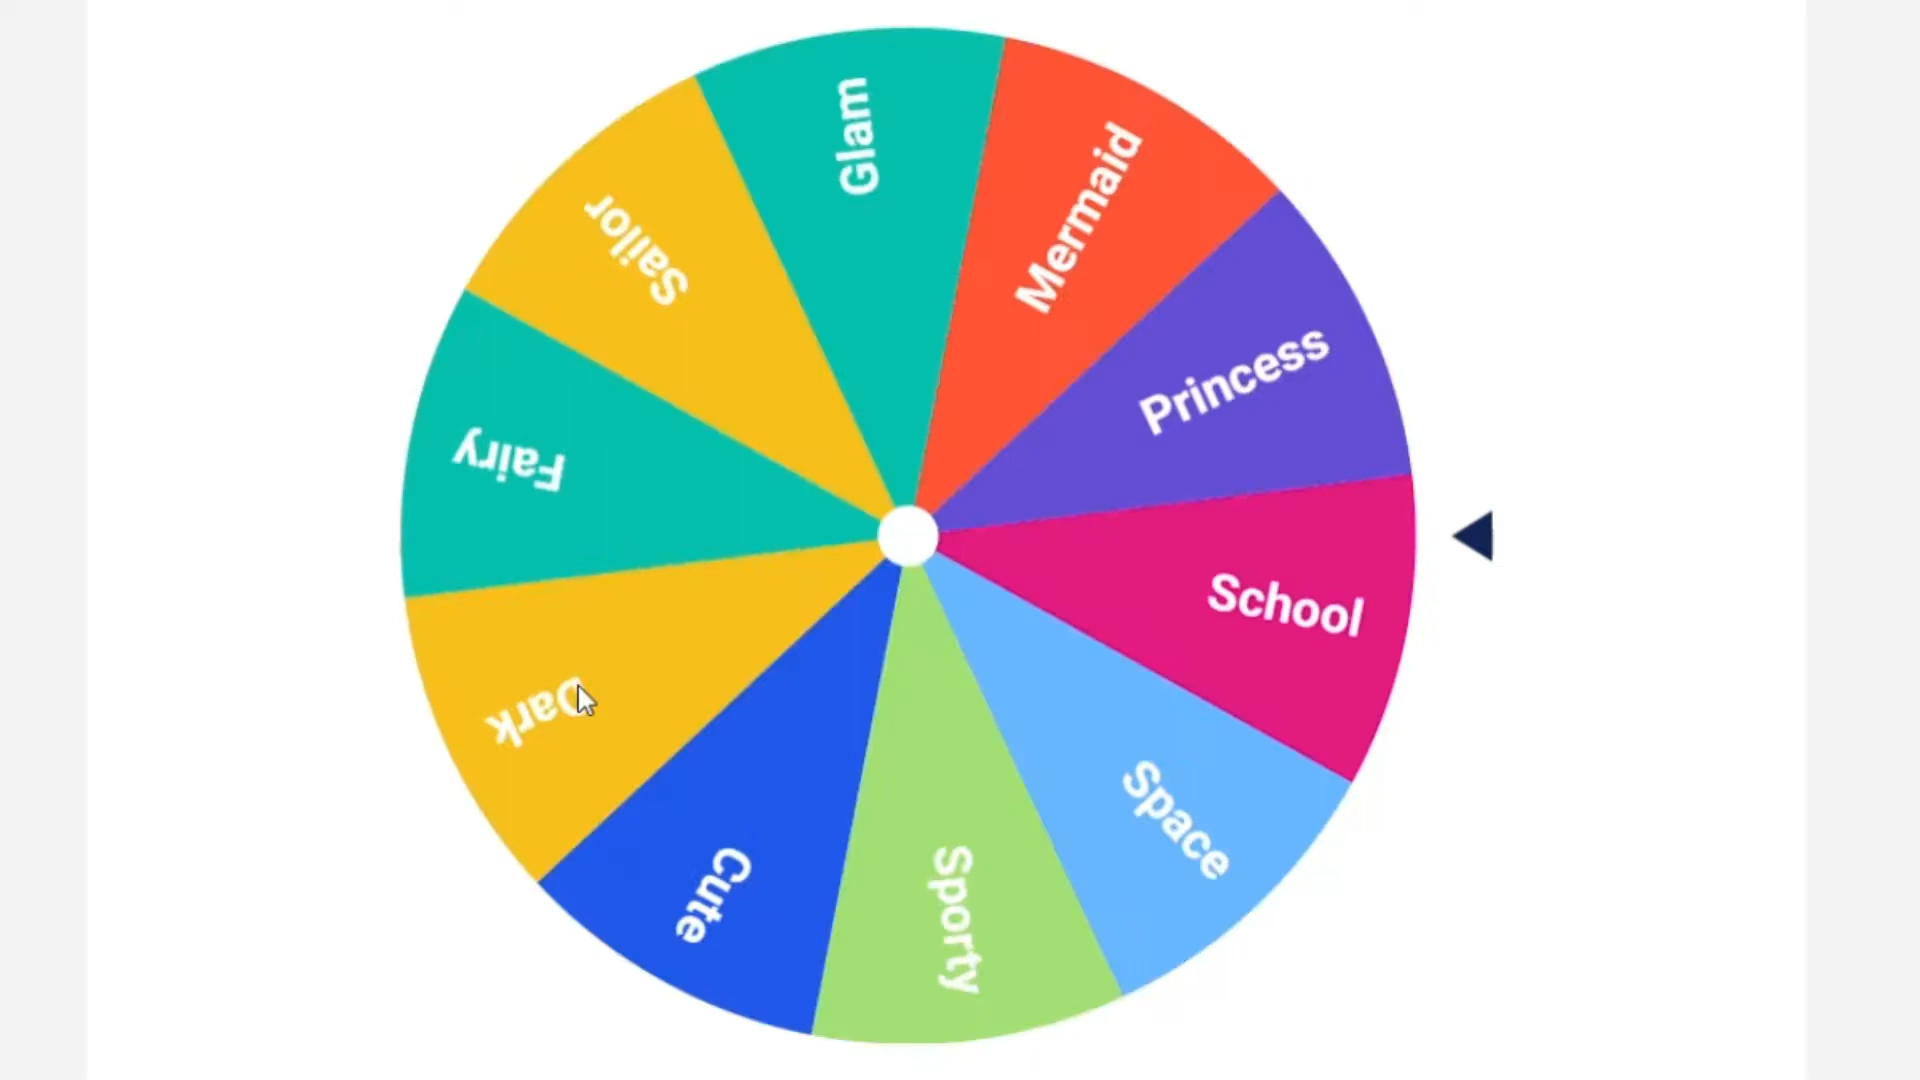 Glam
Mermaid
Princess
School
Space
Sporty
Cute
Dark
Fairy
Sailor